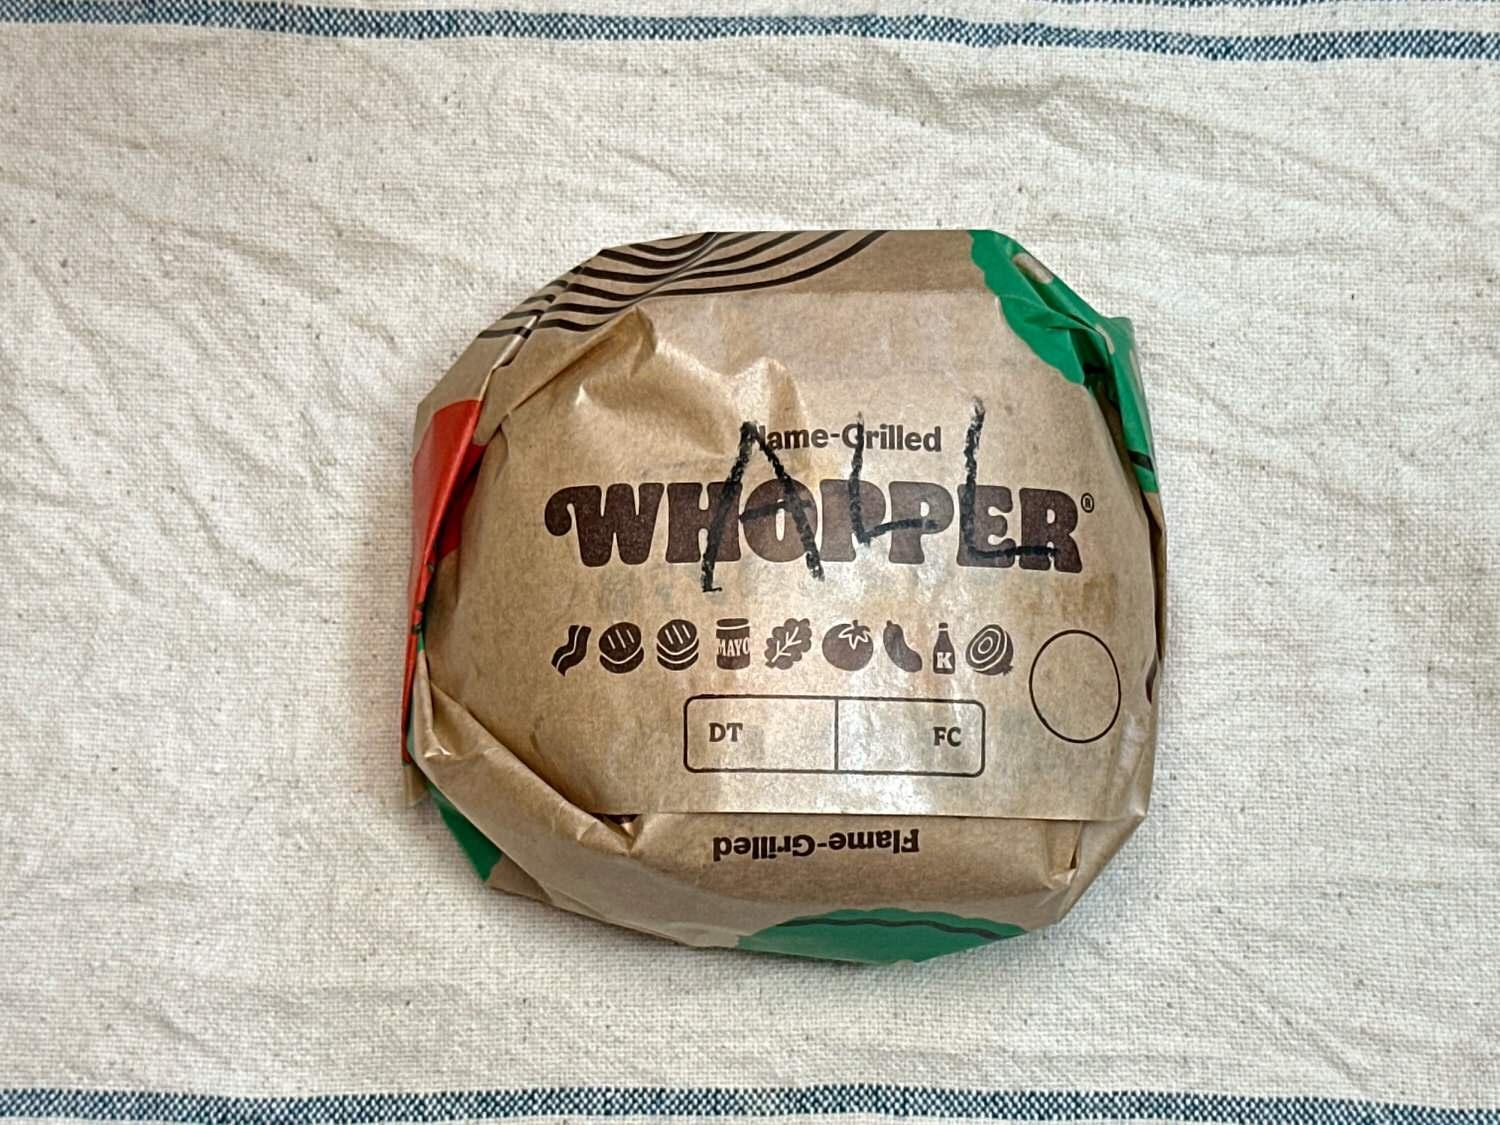 Flame-Grilled
WHOPPER®
ALL
MAYO
K
DT FC
Flame-Grilled